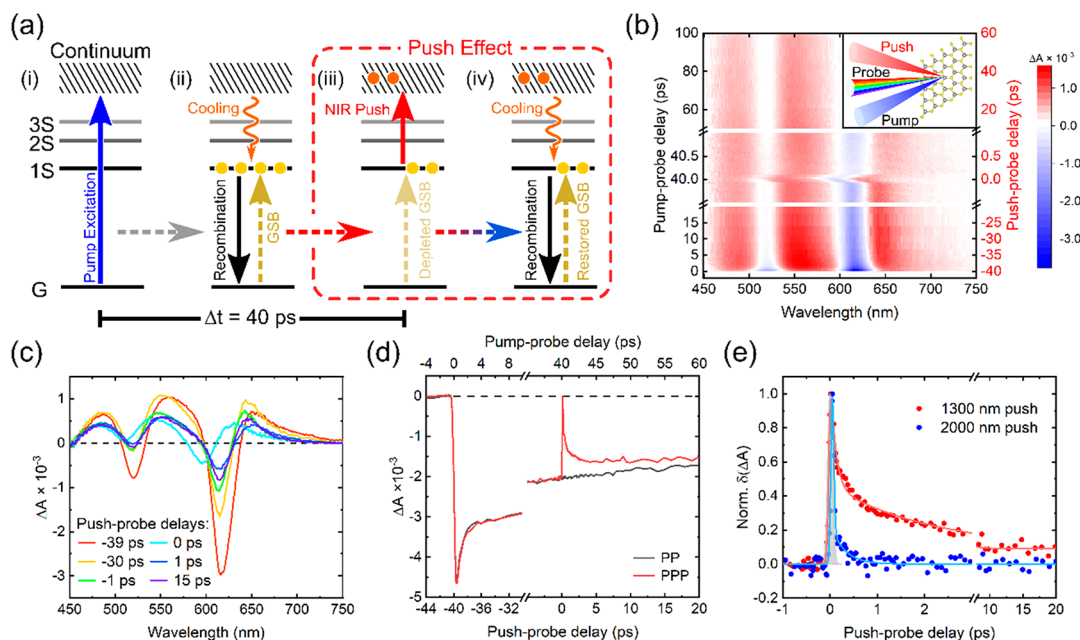 (a)
Push Effect
Continuum
(i)
(ii)
(iii)
(iv)
3S
2S
1S
G
Pump Excitation
Cooling
Recombination
GSB
NIR Push
Depleted GSB
Cooling
Recombination
Restored GSB
Δt = 40 ps
(b)
Pump-probe delay (ps)
100
80
60
40.5
40.0
15
10
5
0
Push
Probe
Pump
60
40
20
0.5
0.0
-25
-30
-35
-40
Push-probe delay (ps)
450 500 550 600 650 700 750
Wavelength (nm)
ΔA × 10⁻³
1.0
0.0
-1.0
-2.0
-3.0
(c)
ΔA × 10⁻³
1
0
-1
-2
-3
Push-probe delays:
-39 ps 0 ps
-30 ps 1 ps
-1 ps 15 ps
450 500 550 600 650 700 750
Wavelength (nm)
(d)
Pump-probe delay (ps)
-4 0 4 8 40 45 50 55 60
ΔA ×10⁻³
0
-1
-2
-3
-4
-5
PP
PPP
-44 -40 -36 -32 0 5 10 15 20
Push-probe delay (ps)
(e)
Norm. δ(ΔA)
1.0
0.8
0.6
0.4
0.2
0.0
-0.2
1300 nm push
2000 nm push
-1 0 1 2 10 15 20
Push-probe delay (ps)